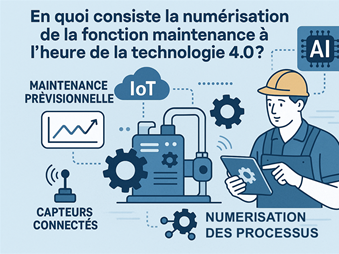 En quoi consiste la numérisation
de la fonction maintenance à
l'heure de la technologie 4.0?
AI
IoT
MAINTENANCE
PRÈVISIONNELLE
CAPTEURS
CONNECTÉS
NUMERISATION
DES PROCESSUS